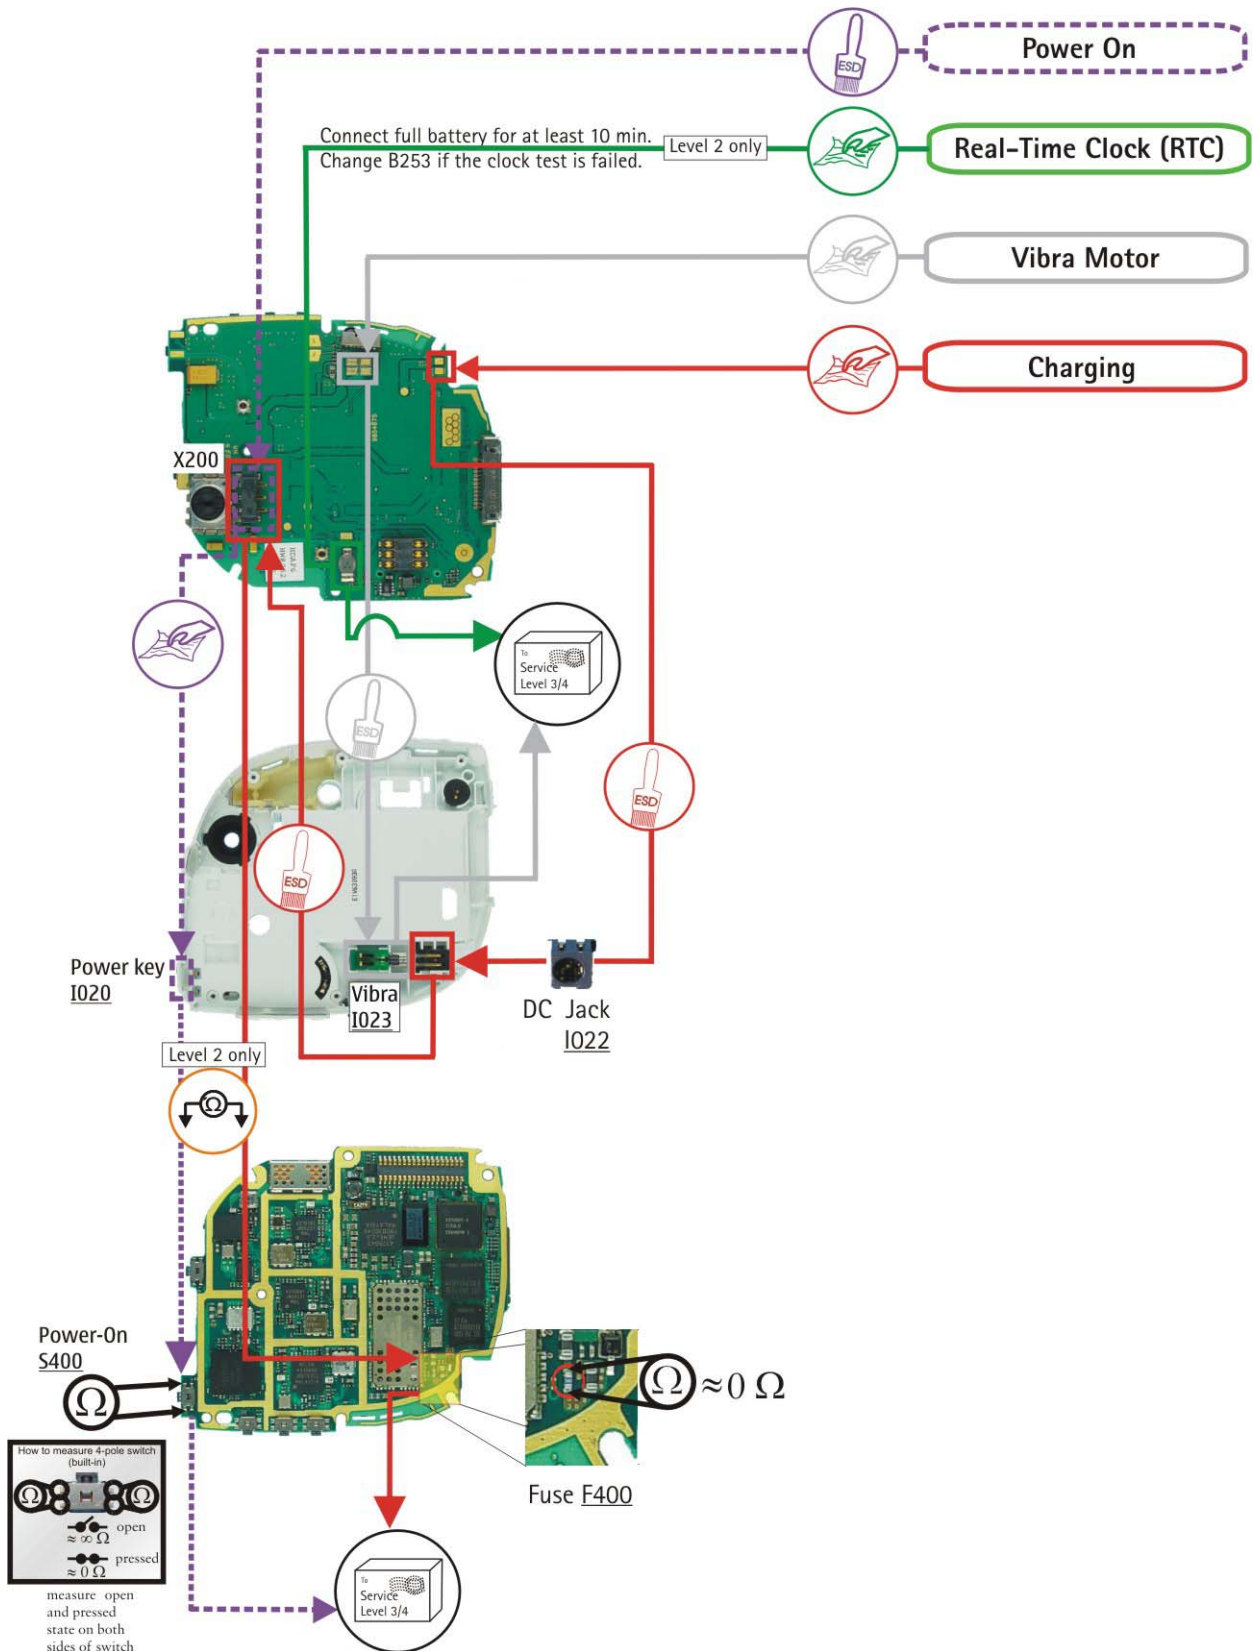 ESD
Power On
Connect full battery for at least 10 min.
Change B253 if the clock test is failed.
Level 2 only
Real-Time Clock (RTC)
Vibra Motor
Charging
X200
To
Service
Level 3/4
ESD
ESD
ESD
Power key
I020
Vibra
I023
DC Jack
I022
Level 2 only
Ω
Power-On
S400
Ω
Ω ≈0 Ω
Fuse F400
How to measure 4-pole switch
(built-in)
Ω Ω
open
≈ ∞ Ω
pressed
≈ 0 Ω
measure open
and pressed
state on both
sides of switch
To
Service
Level 3/4